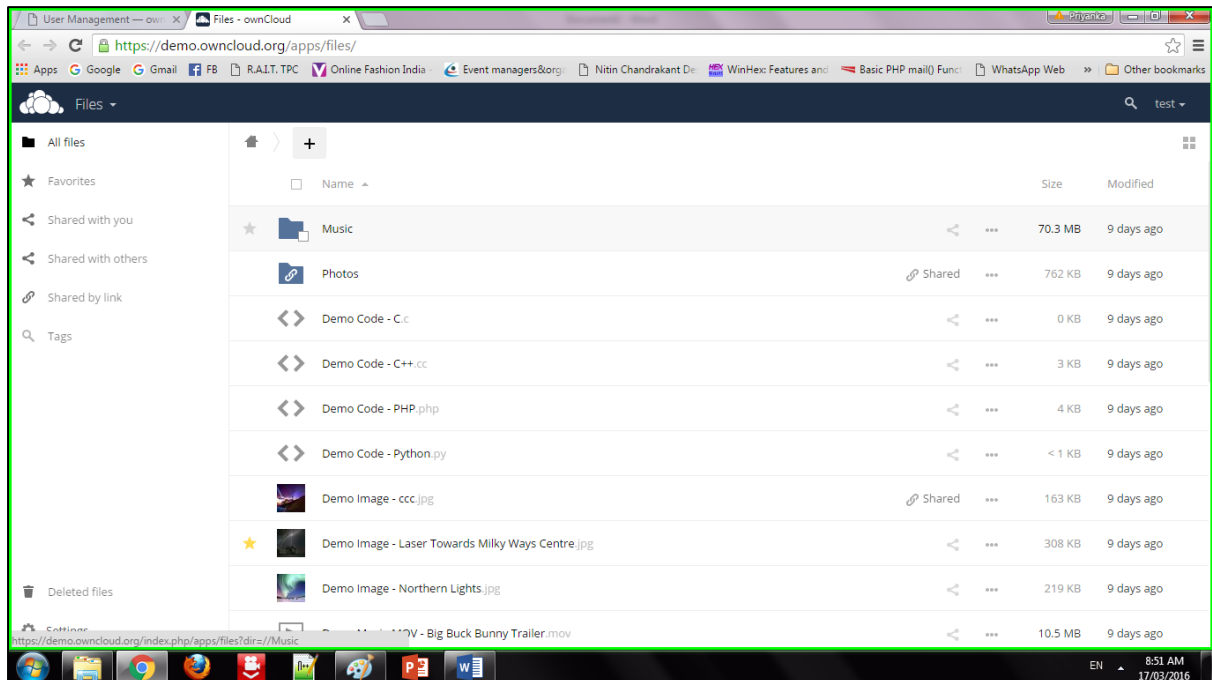 User Management — own
Files - ownCloud
Priyanka
https://demo.owncloud.org/apps/files/
Apps Google Gmail FB R.A.I.T. TPC Online Fashion India - Event managers&org Nitin Chandrakant De WinHex: Features and Basic PHP mail() Funct WhatsApp Web » Other bookmarks
Files test
All files
+
Favorites
Name Size Modified
Shared with you
Music 70.3 MB 9 days ago
Shared with others
Photos Shared 762 KB 9 days ago
Shared by link
Demo Code - C.c 0 KB 9 days ago
Tags
Demo Code - C++.cc 3 KB 9 days ago
Demo Code - PHP.php 4 KB 9 days ago
Demo Code - Python.py < 1 KB 9 days ago
Demo Image - ccc.jpg Shared 163 KB 9 days ago
Demo Image - Laser Towards Milky Ways Centre.jpg 308 KB 9 days ago
Deleted files
Demo Image - Northern Lights.jpg 219 KB 9 days ago
MOV - Big Buck Bunny Trailer.mov 10.5 MB 9 days ago
Settings
https://demo.owncloud.org/index.php/apps/files?dir=//Music
EN 8:51 AM
17/03/2016